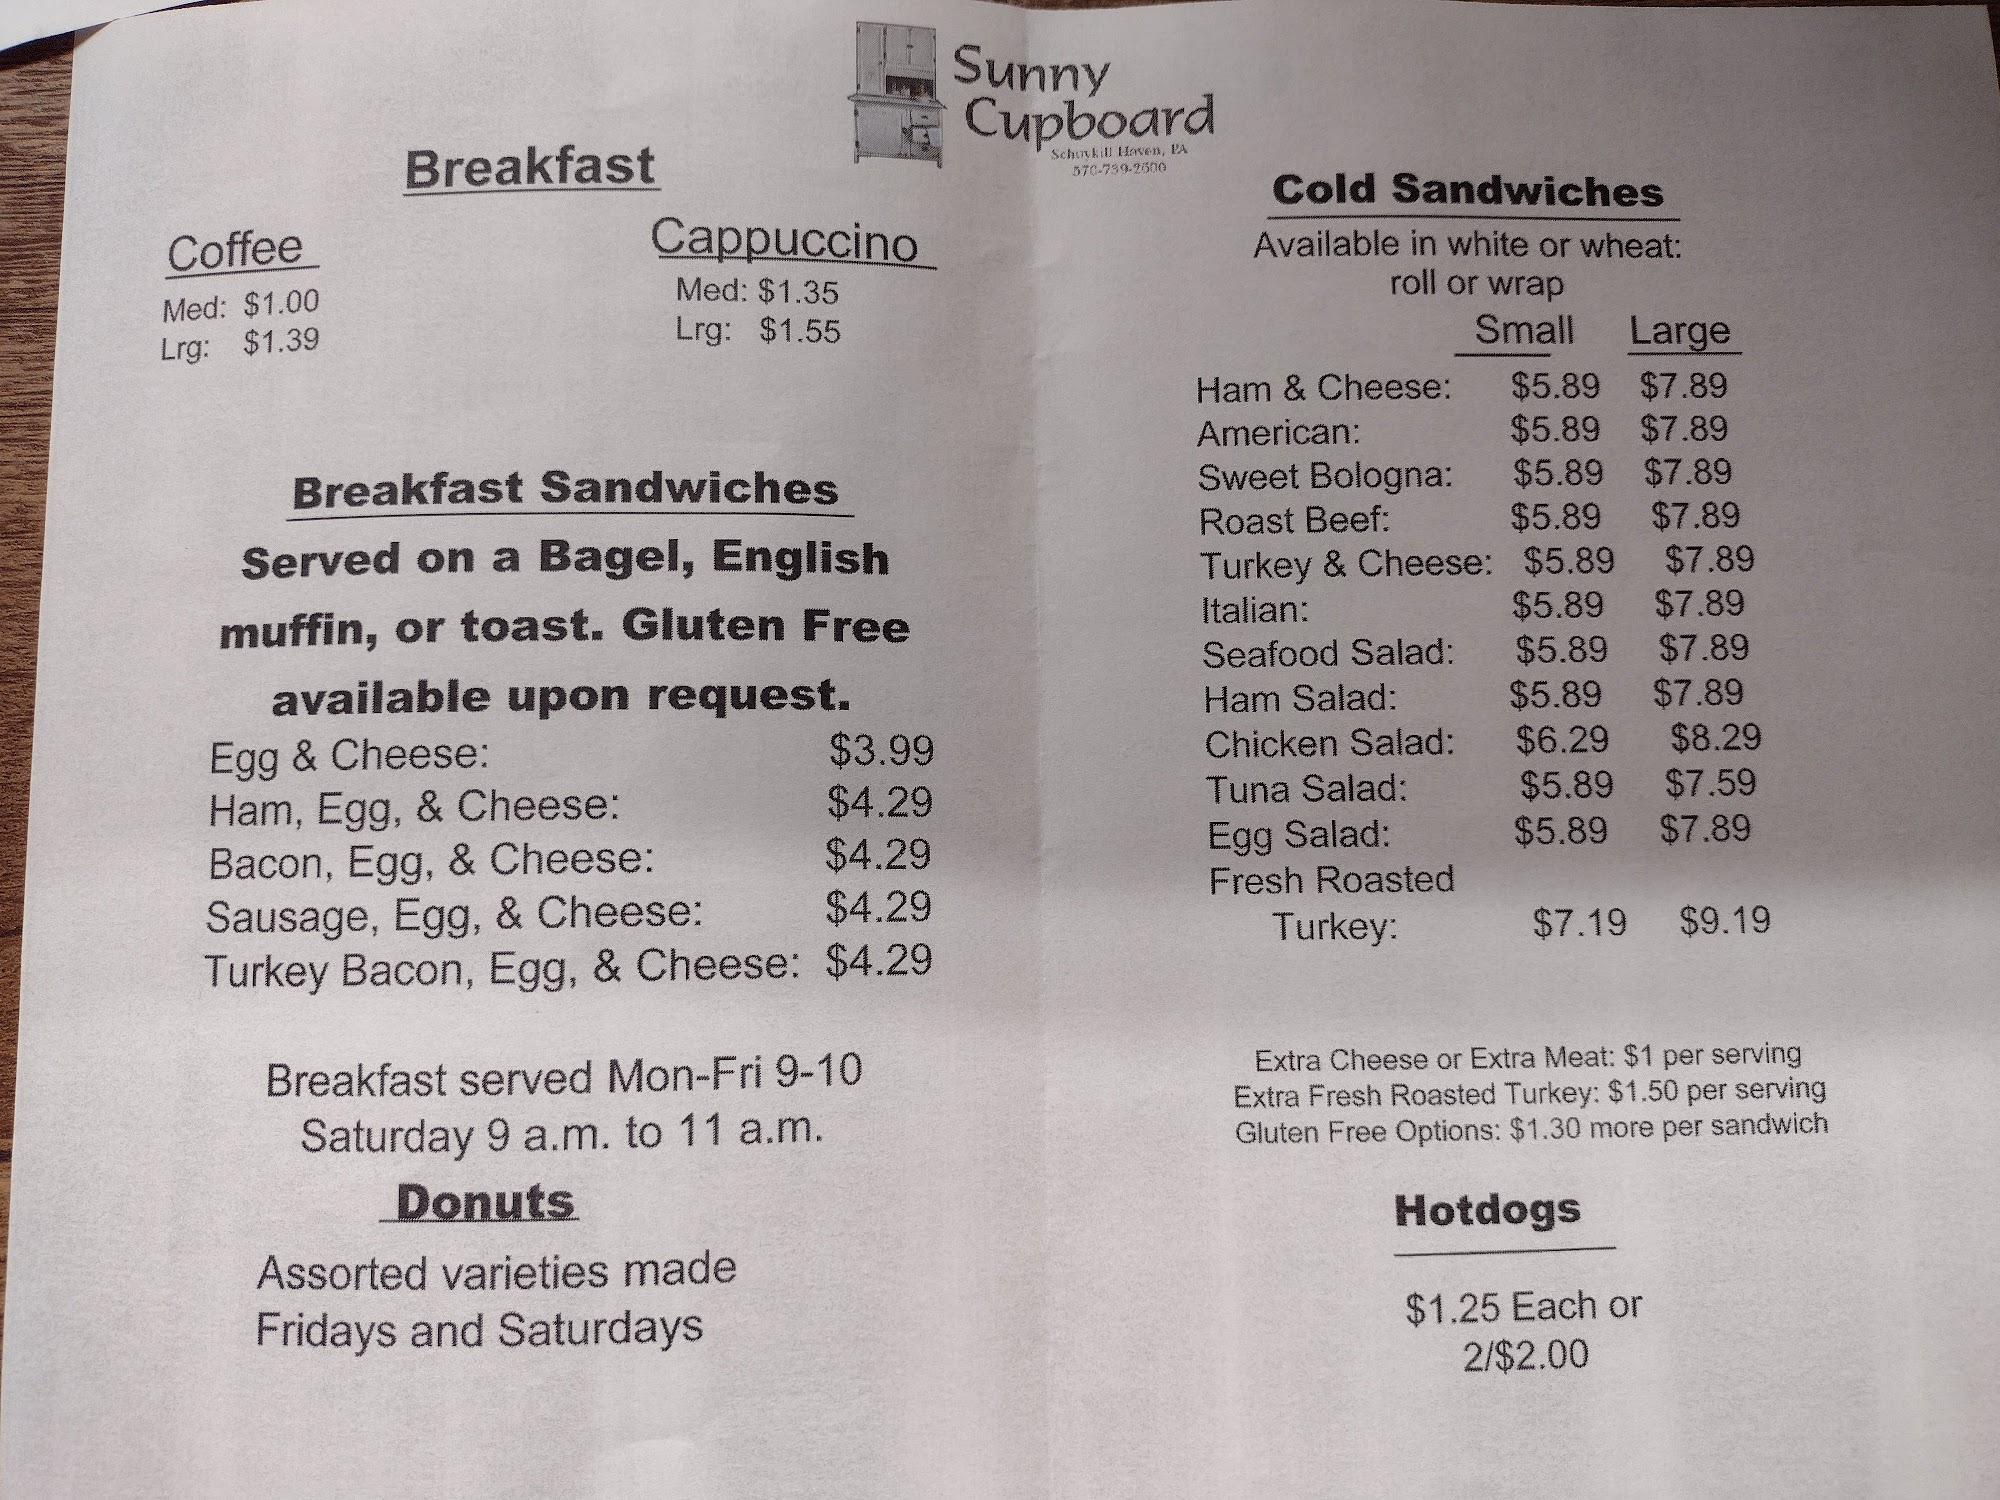 Sunny
Cupboard
Schuykill Haven, PA
570-739-2600
Breakfast
Coffee
Med: $1.00
Lrg: $1.39
Cappuccino
Med: $1.35
Lrg: $1.55
Breakfast Sandwiches
Served on a Bagel, English
muffin, or toast. Gluten Free
available upon request.
Egg & Cheese: $3.99
Ham, Egg, & Cheese: $4.29
Bacon, Egg, & Cheese: $4.29
Sausage, Egg, & Cheese: $4.29
Turkey Bacon, Egg, & Cheese: $4.29
Breakfast served Mon-Fri 9-10
Saturday 9 a.m. to 11 a.m.
Donuts
Assorted varieties made
Fridays and Saturdays
Cold Sandwiches
Available in white or wheat:
roll or wrap
Small Large
Ham & Cheese: $5.89 $7.89
American: $5.89 $7.89
Sweet Bologna: $5.89 $7.89
Roast Beef: $5.89 $7.89
Turkey & Cheese: $5.89 $7.89
Italian: $5.89 $7.89
Seafood Salad: $5.89 $7.89
Ham Salad: $5.89 $7.89
Chicken Salad: $6.29 $8.29
Tuna Salad: $5.89 $7.59
Egg Salad: $5.89 $7.89
Fresh Roasted
Turkey: $7.19 $9.19
Extra Cheese or Extra Meat: $1 per serving
Extra Fresh Roasted Turkey: $1.50 per serving
Gluten Free Options: $1.30 more per sandwich
Hotdogs
$1.25 Each or
2/$2.00